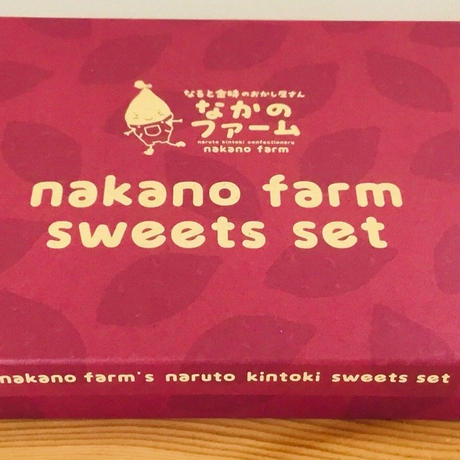 なると金時のおかし屋さん
なかの
ファーム
naruto kintoki confectionery
nakano farm
nakano farm
sweets set
nakano farm's naruto kintoki sweets set